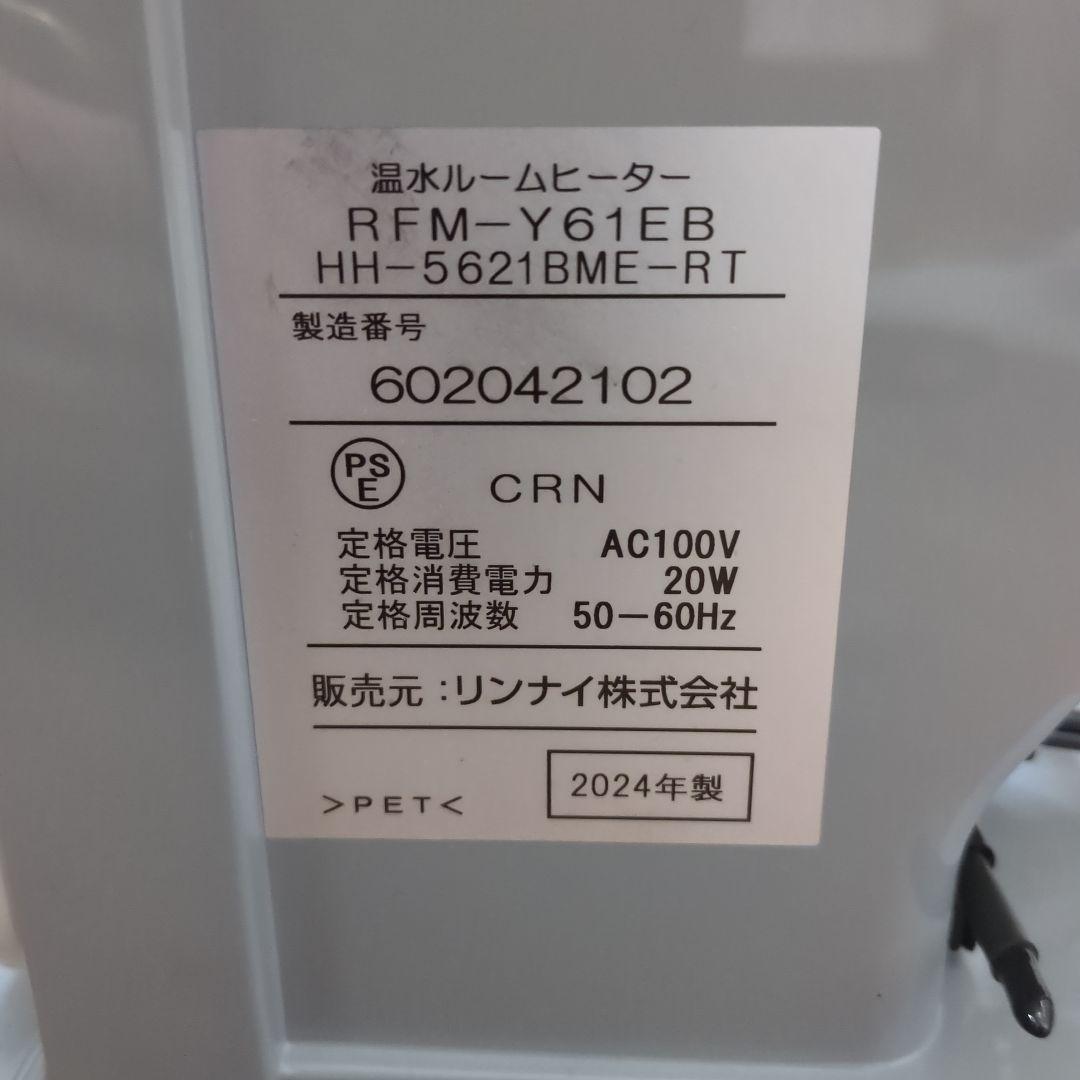 温水ルームヒーター
RFM-Y61EB
HH-5621BME-RT
製造番号
602042102
PSE CRN
定格電圧 AC100V
定格消費電力 20W
定格周波数 50-60Hz
販売元:リンナイ株式会社
>PET< 2024年製